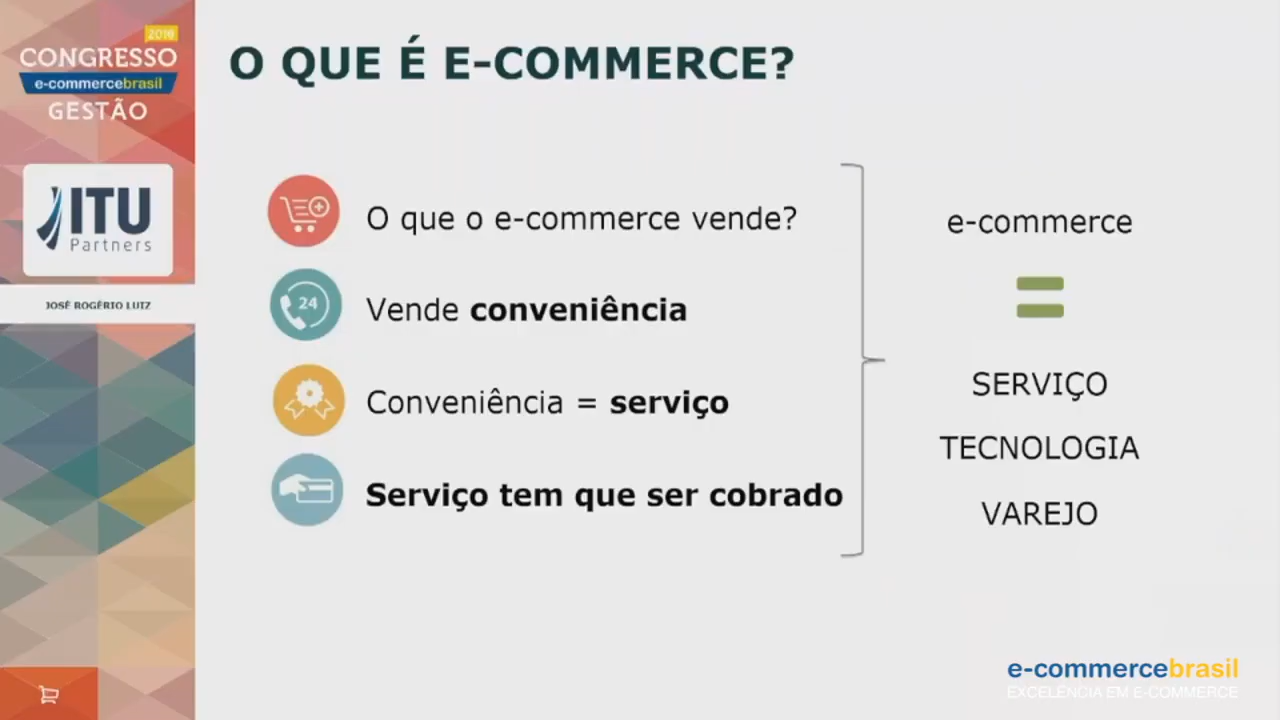 2016
CONGRESSO
e-commercebrasil
GESTÃO
ITU
Partners
JOSÉ ROGÉRIO LUIZ
O QUE É E-COMMERCE?
O que o e-commerce vende?
24
Vende conveniência
Conveniência = serviço
Serviço tem que ser cobrado
e-commerce
=
SERVIÇO
TECNOLOGIA
VAREJO
e-commercebrasil
EXCELÊNCIA EM E-COMMERCE